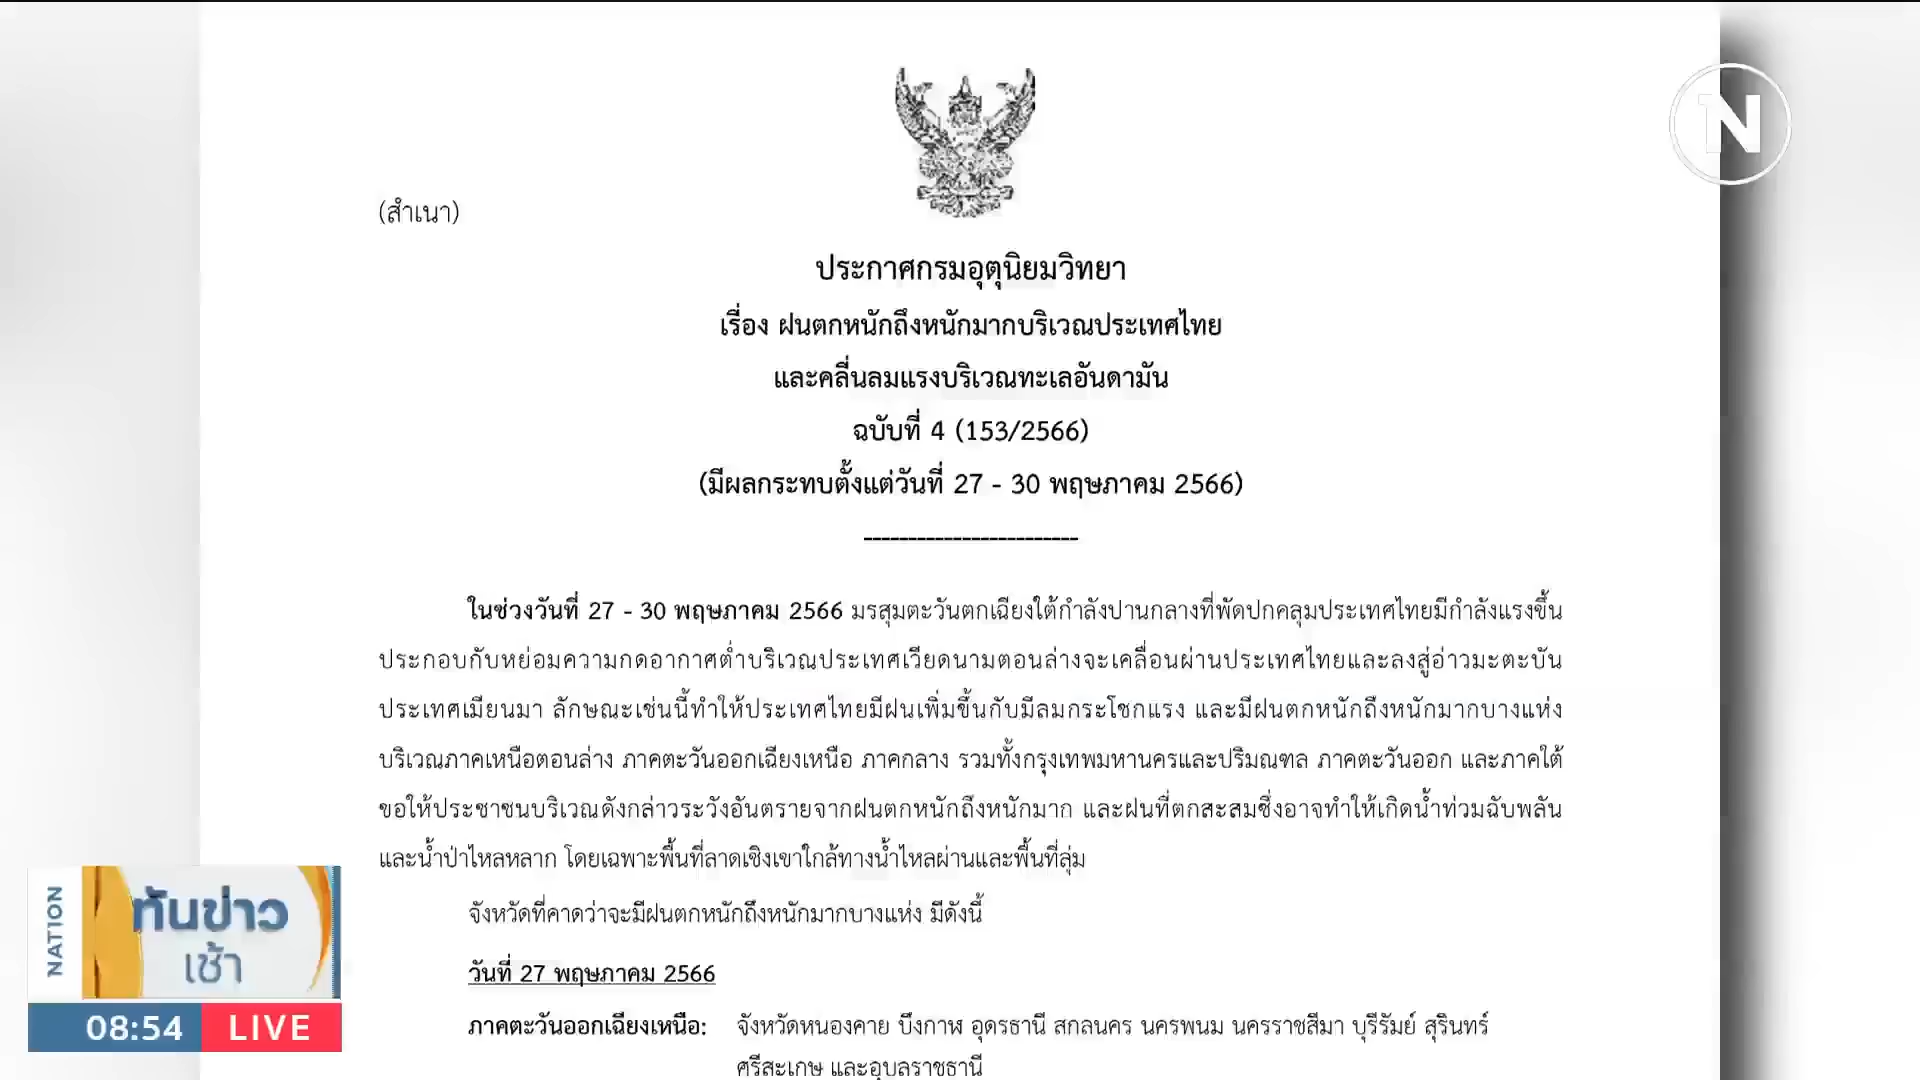 N
(สำเนา)
ประกาศกรมอุตุนิยมวิทยา
เรื่อง ฝนตกหนักถึงหนักมากบริเวณประเทศไทย
และคลื่นลมแรงบริเวณทะเลอันดามัน
ฉบับที่ 4 (153/2566)
(มีผลกระทบตั้งแต่วันที่ 27 - 30 พฤษภาคม 2566)
------------------------
ในช่วงวันที่ 27 - 30 พฤษภาคม 2566 มรสุมตะวันตกเฉียงใต้กำลังปานกลางที่พัดปกคลุมประเทศไทยมีกำลังแรงขึ้น
ประกอบกับหย่อมความกดอากาศต่ำบริเวณประเทศเวียดนามตอนล่างจะเคลื่อนผ่านประเทศไทยและลงสู่อ่าวมะตะบัน
ประเทศเมียนมา ลักษณะเช่นนี้ทำให้ประเทศไทยมีฝนเพิ่มขึ้นกับมีลมกระโชกแรง และมีฝนตกหนักถึงหนักมากบางแห่ง
บริเวณภาคเหนือตอนล่าง ภาคตะวันออกเฉียงเหนือ ภาคกลาง รวมทั้งกรุงเทพมหานครและปริมณฑล ภาคตะวันออก และภาคใต้
ขอให้ประชาชนบริเวณดังกล่าวระวังอันตรายจากฝนตกหนักถึงหนักมาก และฝนที่ตกสะสมซึ่งอาจทำให้เกิดน้ำท่วมฉับพลัน
และน้ำป่าไหลหลาก โดยเฉพาะพื้นที่ลาดเชิงเขาใกล้ทางน้ำไหลผ่านและพื้นที่ลุ่ม
จังหวัดที่คาดว่าจะมีฝนตกหนักถึงหนักมากบางแห่ง มีดังนี้
วันที่ 27 พฤษภาคม 2566
ภาคตะวันออกเฉียงเหนือ: จังหวัดหนองคาย บึงกาฬ อุดรธานี สกลนคร นครพนม นครราชสีมา บุรีรัมย์ สุรินทร์
ศรีสะเกษ และอุบลราชธานี
NATION
ทันข่าว
เช้า
08:54 LIVE